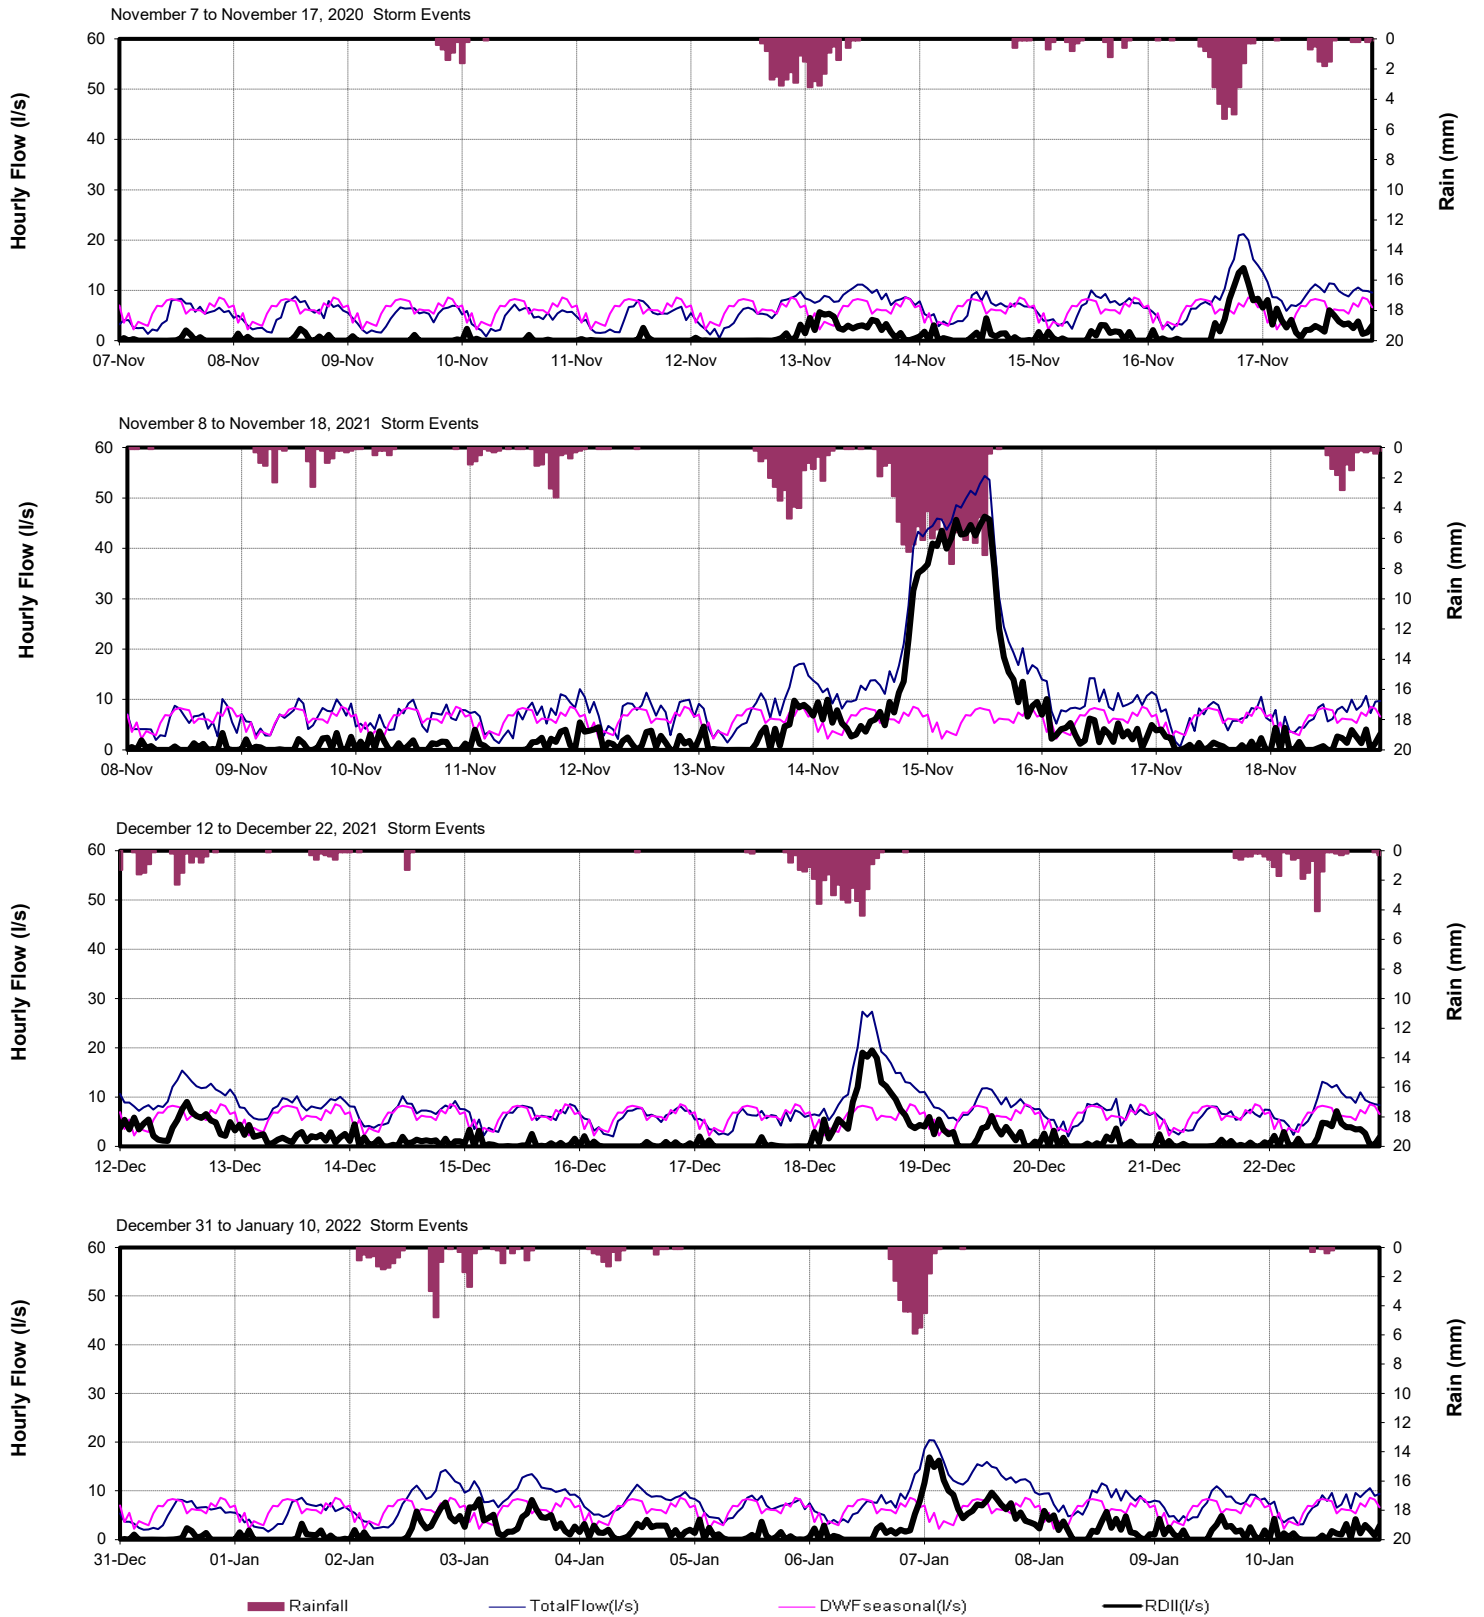 November 7 to November 17, 2020 Storm Events
60 0
50 2
40 4
30 6
20 8
10 10
0 12
14
16
18
20
Hourly Flow (l/s)
Rain (mm)
07-Nov 08-Nov 09-Nov 10-Nov 11-Nov 12-Nov 13-Nov 14-Nov 15-Nov 16-Nov 17-Nov
November 8 to November 18, 2021 Storm Events
60 0
50 2
40 4
30 6
20 8
10 10
0 12
14
16
18
20
Hourly Flow (l/s)
Rain (mm)
08-Nov 09-Nov 10-Nov 11-Nov 12-Nov 13-Nov 14-Nov 15-Nov 16-Nov 17-Nov 18-Nov
December 12 to December 22, 2021 Storm Events
60 0
50 2
40 4
30 6
20 8
10 10
0 12
14
16
18
20
Hourly Flow (l/s)
Rain (mm)
12-Dec 13-Dec 14-Dec 15-Dec 16-Dec 17-Dec 18-Dec 19-Dec 20-Dec 21-Dec 22-Dec
December 31 to January 10, 2022 Storm Events
60 0
50 2
40 4
30 6
20 8
10 10
0 12
14
16
18
20
Hourly Flow (l/s)
Rain (mm)
31-Dec 01-Jan 02-Jan 03-Jan 04-Jan 05-Jan 06-Jan 07-Jan 08-Jan 09-Jan 10-Jan
Rainfall TotalFlow(l/s) DWFseasonal(l/s) RDII(l/s)